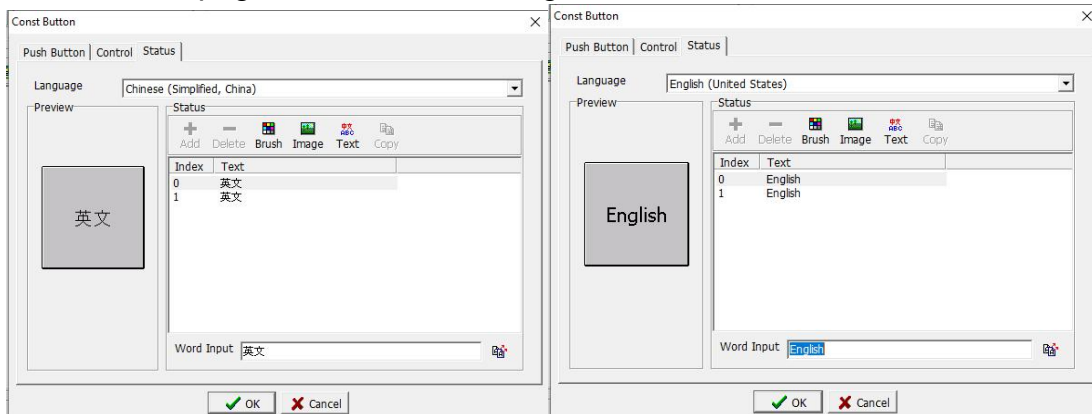 Const Button
Push Button Control Status
Language Chinese (Simplified, China)
Preview
Status
Add Delete Brush Image Text Copy
Index Text
0 英文
1 英文
英文
Word Input 英文
OK Cancel
Const Button
Push Button Control Status
Language English (United States)
Preview
Status
Add Delete Brush Image Text Copy
Index Text
0 English
1 English
English
Word Input English
OK Cancel